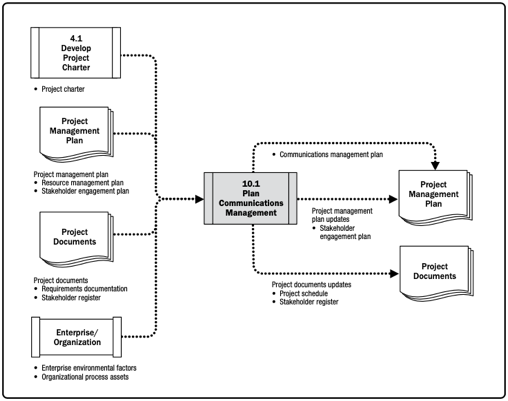 4.1
Develop
Project
Charter
• Project charter
Project
Management
Plan
Project management plan
• Resource management plan
• Stakeholder engagement plan
Project
Documents
Project documents
• Requirements documentation
• Stakeholder register
Enterprise/
Organization
• Enterprise environmental factors
• Organizational process assets
10.1
Plan
Communications
Management
• Communications management plan
Project management
plan updates
• Stakeholder
engagement plan
Project documents updates
• Project schedule
• Stakeholder register
Project
Management
Plan
Project
Documents